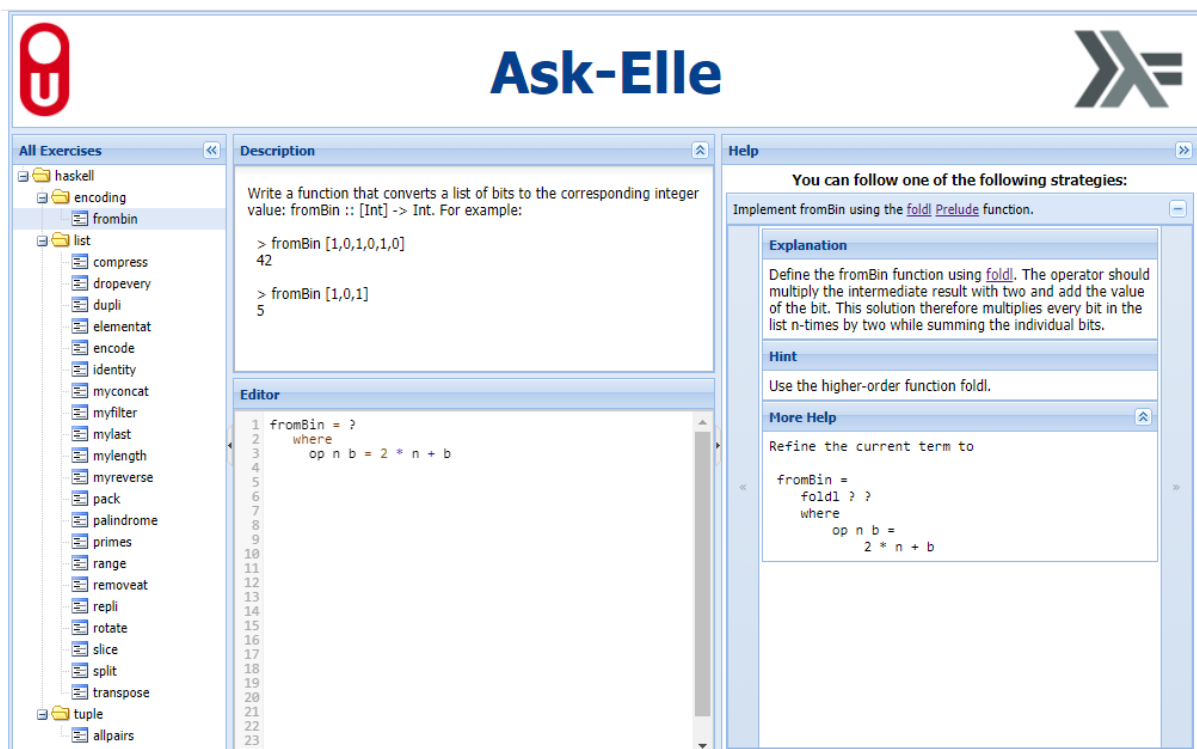 U
Ask-Elle
All Exercises
haskell
encoding
frombin
list
compress
dropevery
dupli
elementat
encode
identity
myconcat
myfilter
mylast
mylength
myreverse
pack
palindrome
primes
range
removeat
repli
rotate
slice
split
transpose
tuple
allpairs
Description
Write a function that converts a list of bits to the corresponding integer
value: fromBin :: [Int] -> Int. For example:
> fromBin [1,0,1,0,1,0]
42
> fromBin [1,0,1]
5
Editor
1 fromBin = ?
2 where
3 op n b = 2 * n + b
4
5
6
7
8
9
10
11
12
13
14
15
16
17
18
19
20
21
22
23
Help
You can follow one of the following strategies:
Implement fromBin using the foldl Prelude function.
Explanation
Define the fromBin function using foldl. The operator should
multiply the intermediate result with two and add the value
of the bit. This solution therefore multiplies every bit in the
list n-times by two while summing the individual bits.
Hint
Use the higher-order function foldl.
More Help
Refine the current term to
fromBin =
foldl ? ?
where
op n b =
2 * n + b